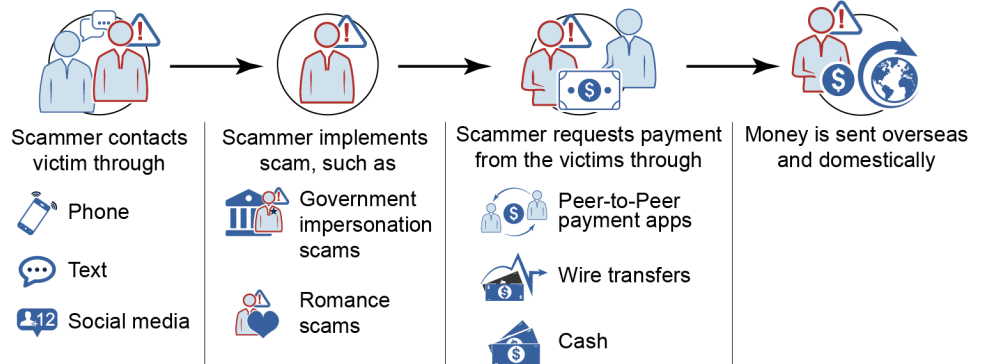 Scammer contacts
victim through
Phone
Text
+12
Social media
Scammer implements
scam, such as
Government
impersonation
scams
Romance
scams
Scammer requests payment
from the victims through
$
Peer-to-Peer
payment apps
$
Wire transfers
$
Cash
$
Money is sent overseas
and domestically
$